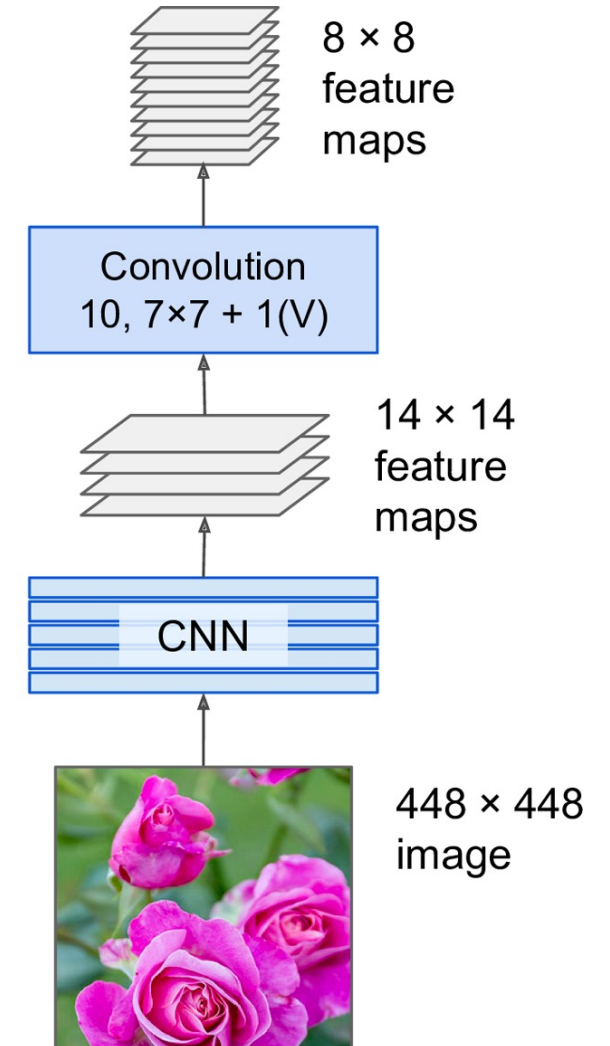 8 × 8
feature
maps
Convolution
10, 7×7 + 1(V)
14 × 14
feature
maps
CNN
448 × 448
image